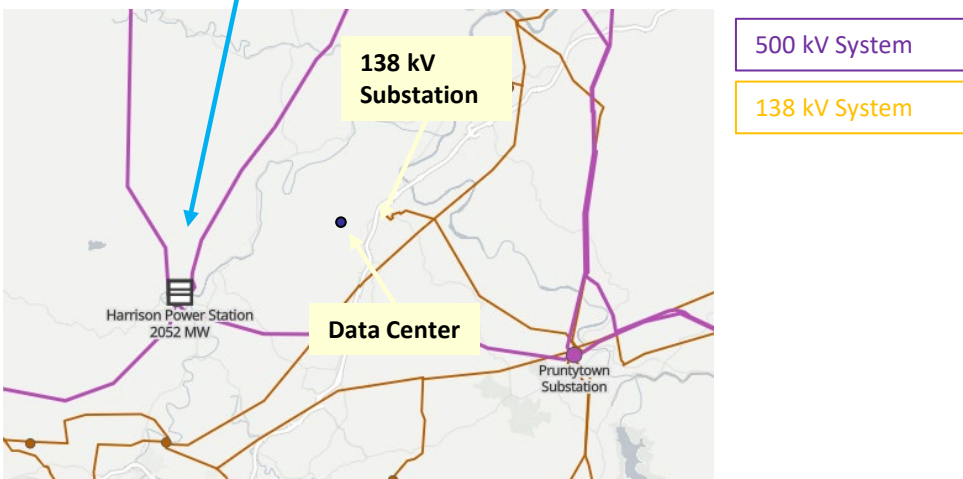 138 kV
Substation
500 kV System
138 kV System
Harrison Power Station
2052 MW
Data Center
Pruntytown
Substation